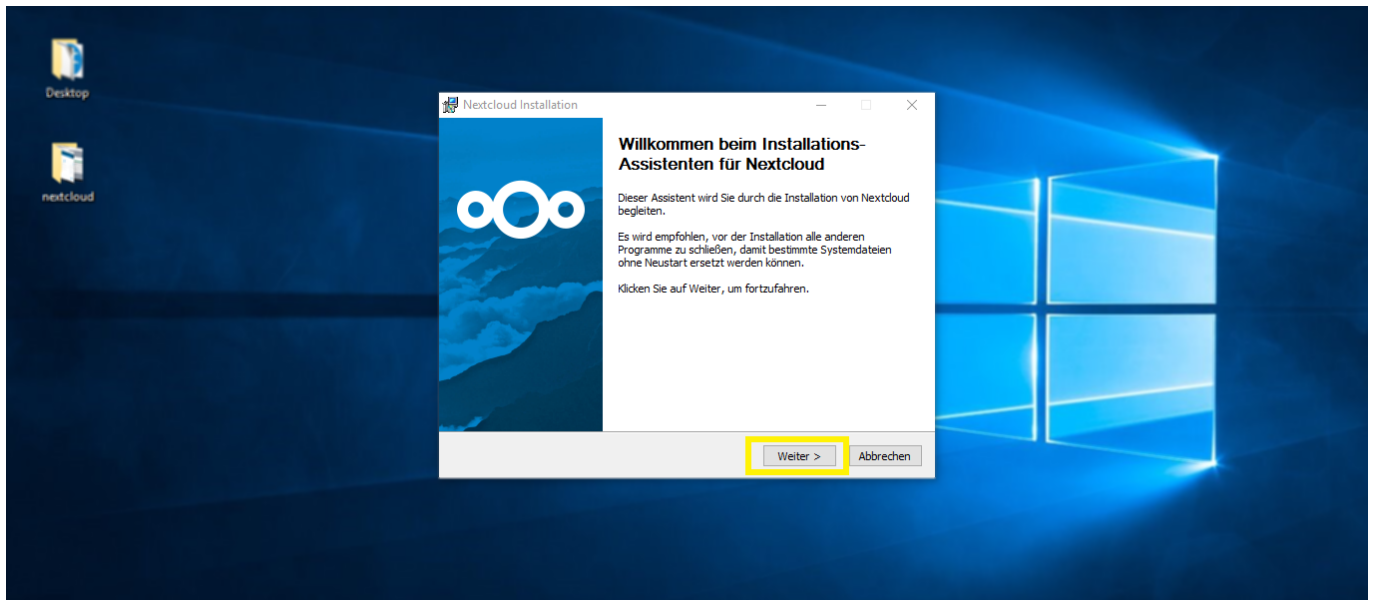 Desktop
nextcloud
Nextcloud Installation
Willkommen beim Installations-
Assistenten für Nextcloud
Dieser Assistent wird Sie durch die Installation von Nextcloud
begleiten.
Es wird empfohlen, vor der Installation alle anderen
Programme zu schließen, damit bestimmte Systemdateien
ohne Neustart ersetzt werden können.
Klicken Sie auf Weiter, um fortzufahren.
Weiter >
Abbrechen